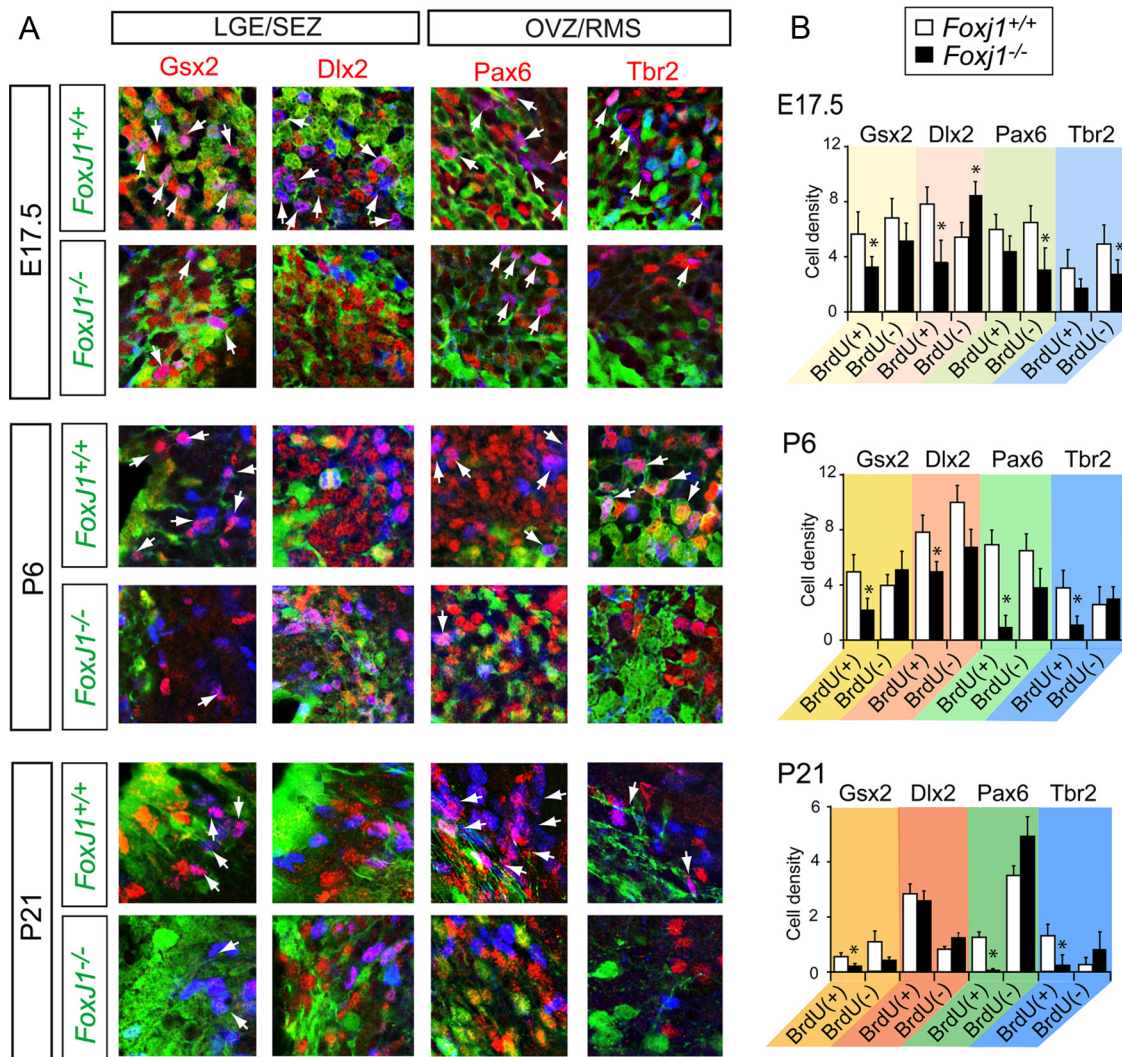 A
LGE/SEZ
OVZ/RMS
Gsx2
Dlx2
Pax6
Tbr2
E17.5
FoxJ1+/+
FoxJ1-/-
P6
FoxJ1+/+
FoxJ1-/-
P21
FoxJ1+/+
FoxJ1-/-
B
Foxj1+/+
Foxj1-/-
E17.5
Gsx2 Dlx2 Pax6 Tbr2
Cell density
12
8
4
0
* * * * *
BrdU(+) BrdU(-) BrdU(+) BrdU(-) BrdU(+) BrdU(-) BrdU(+) BrdU(-)
P6
Gsx2 Dlx2 Pax6 Tbr2
Cell density
12
8
4
0
* * * *
BrdU(+) BrdU(-) BrdU(+) BrdU(-) BrdU(+) BrdU(-) BrdU(+) BrdU(-)
P21
Gsx2 Dlx2 Pax6 Tbr2
Cell density
6
4
2
0
* * *
BrdU(+) BrdU(-) BrdU(+) BrdU(-) BrdU(+) BrdU(-) BrdU(+) BrdU(-)